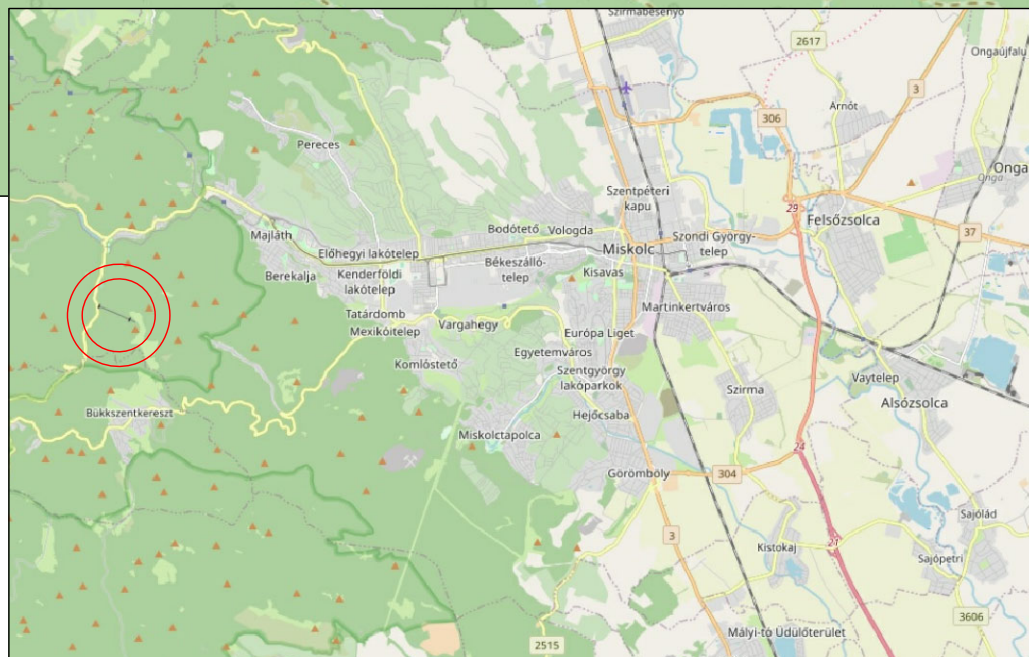 Szirmabesenyő
2617
Ongaújfalu
3
Arnót
306
Pereces
Onga
Onga
Szentpéteri
kapu
29
Felsőzsolca
37
Majláth
Bodótető
Vologda
Előhegyi lakótelep
Miskolc
Szondi György-
telep
Berekalja
Kenderföldi
lakótelep
Békeszálló-
telep
Kisavas
Martinkertváros
Tatárdomb
Mexikóitelep
Vargahegy
Európa Liget
Egyetemváros
Komlóstető
Szentgyörgy
lakóparkok
Vaytelep
Szirma
Alsózsolca
Bükkszentkereszt
Hejőcsaba
Miskolctapolca
24
Görömböly
304
Sajólád
3
27
Kistokaj
Sajópetri
3606
2515
Mályi-tó Üdülőterület